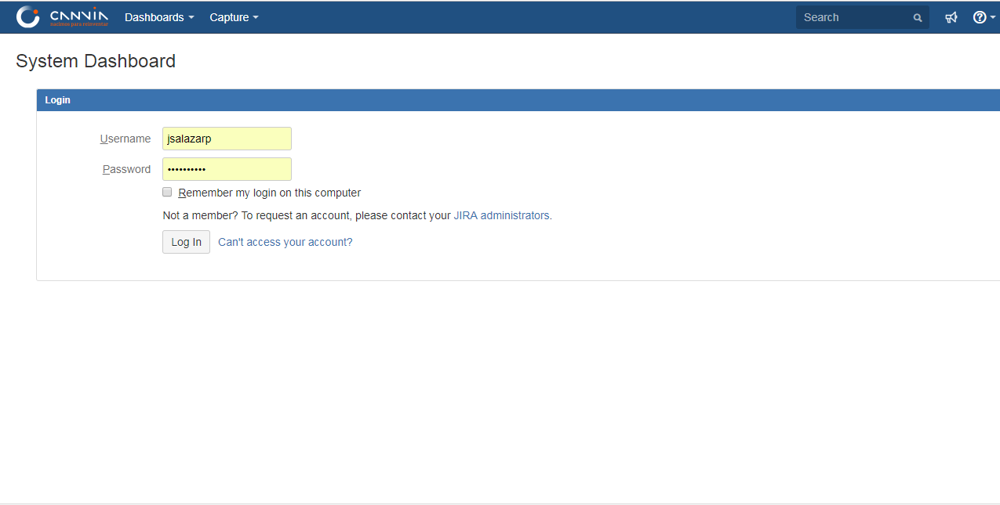 CANVIA Dashboards Capture Search
nacimos para reinventar
System Dashboard
Login
Username jsalazarp
Password ••••••••••
Remember my login on this computer
Not a member? To request an account, please contact your JIRA administrators.
Log In Can't access your account?